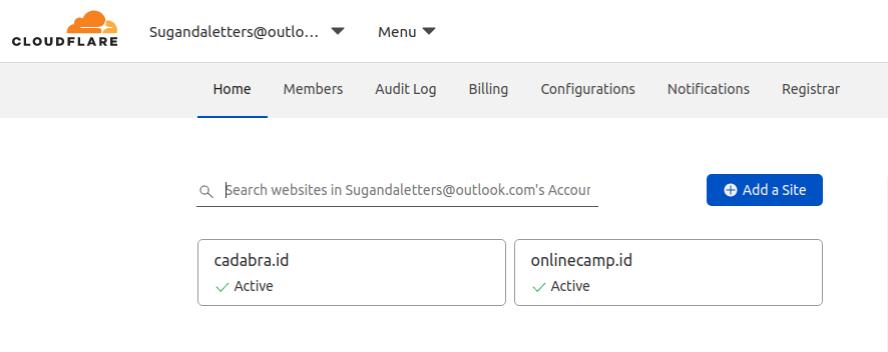 CLOUDFLARE
Sugandaletters@outlo...
Menu
Home Members Audit Log Billing Configurations Notifications Registrar
Search websites in Sugandaletters@outlook.com's Accour
Add a Site
cadabra.id
Active
onlinecamp.id
Active